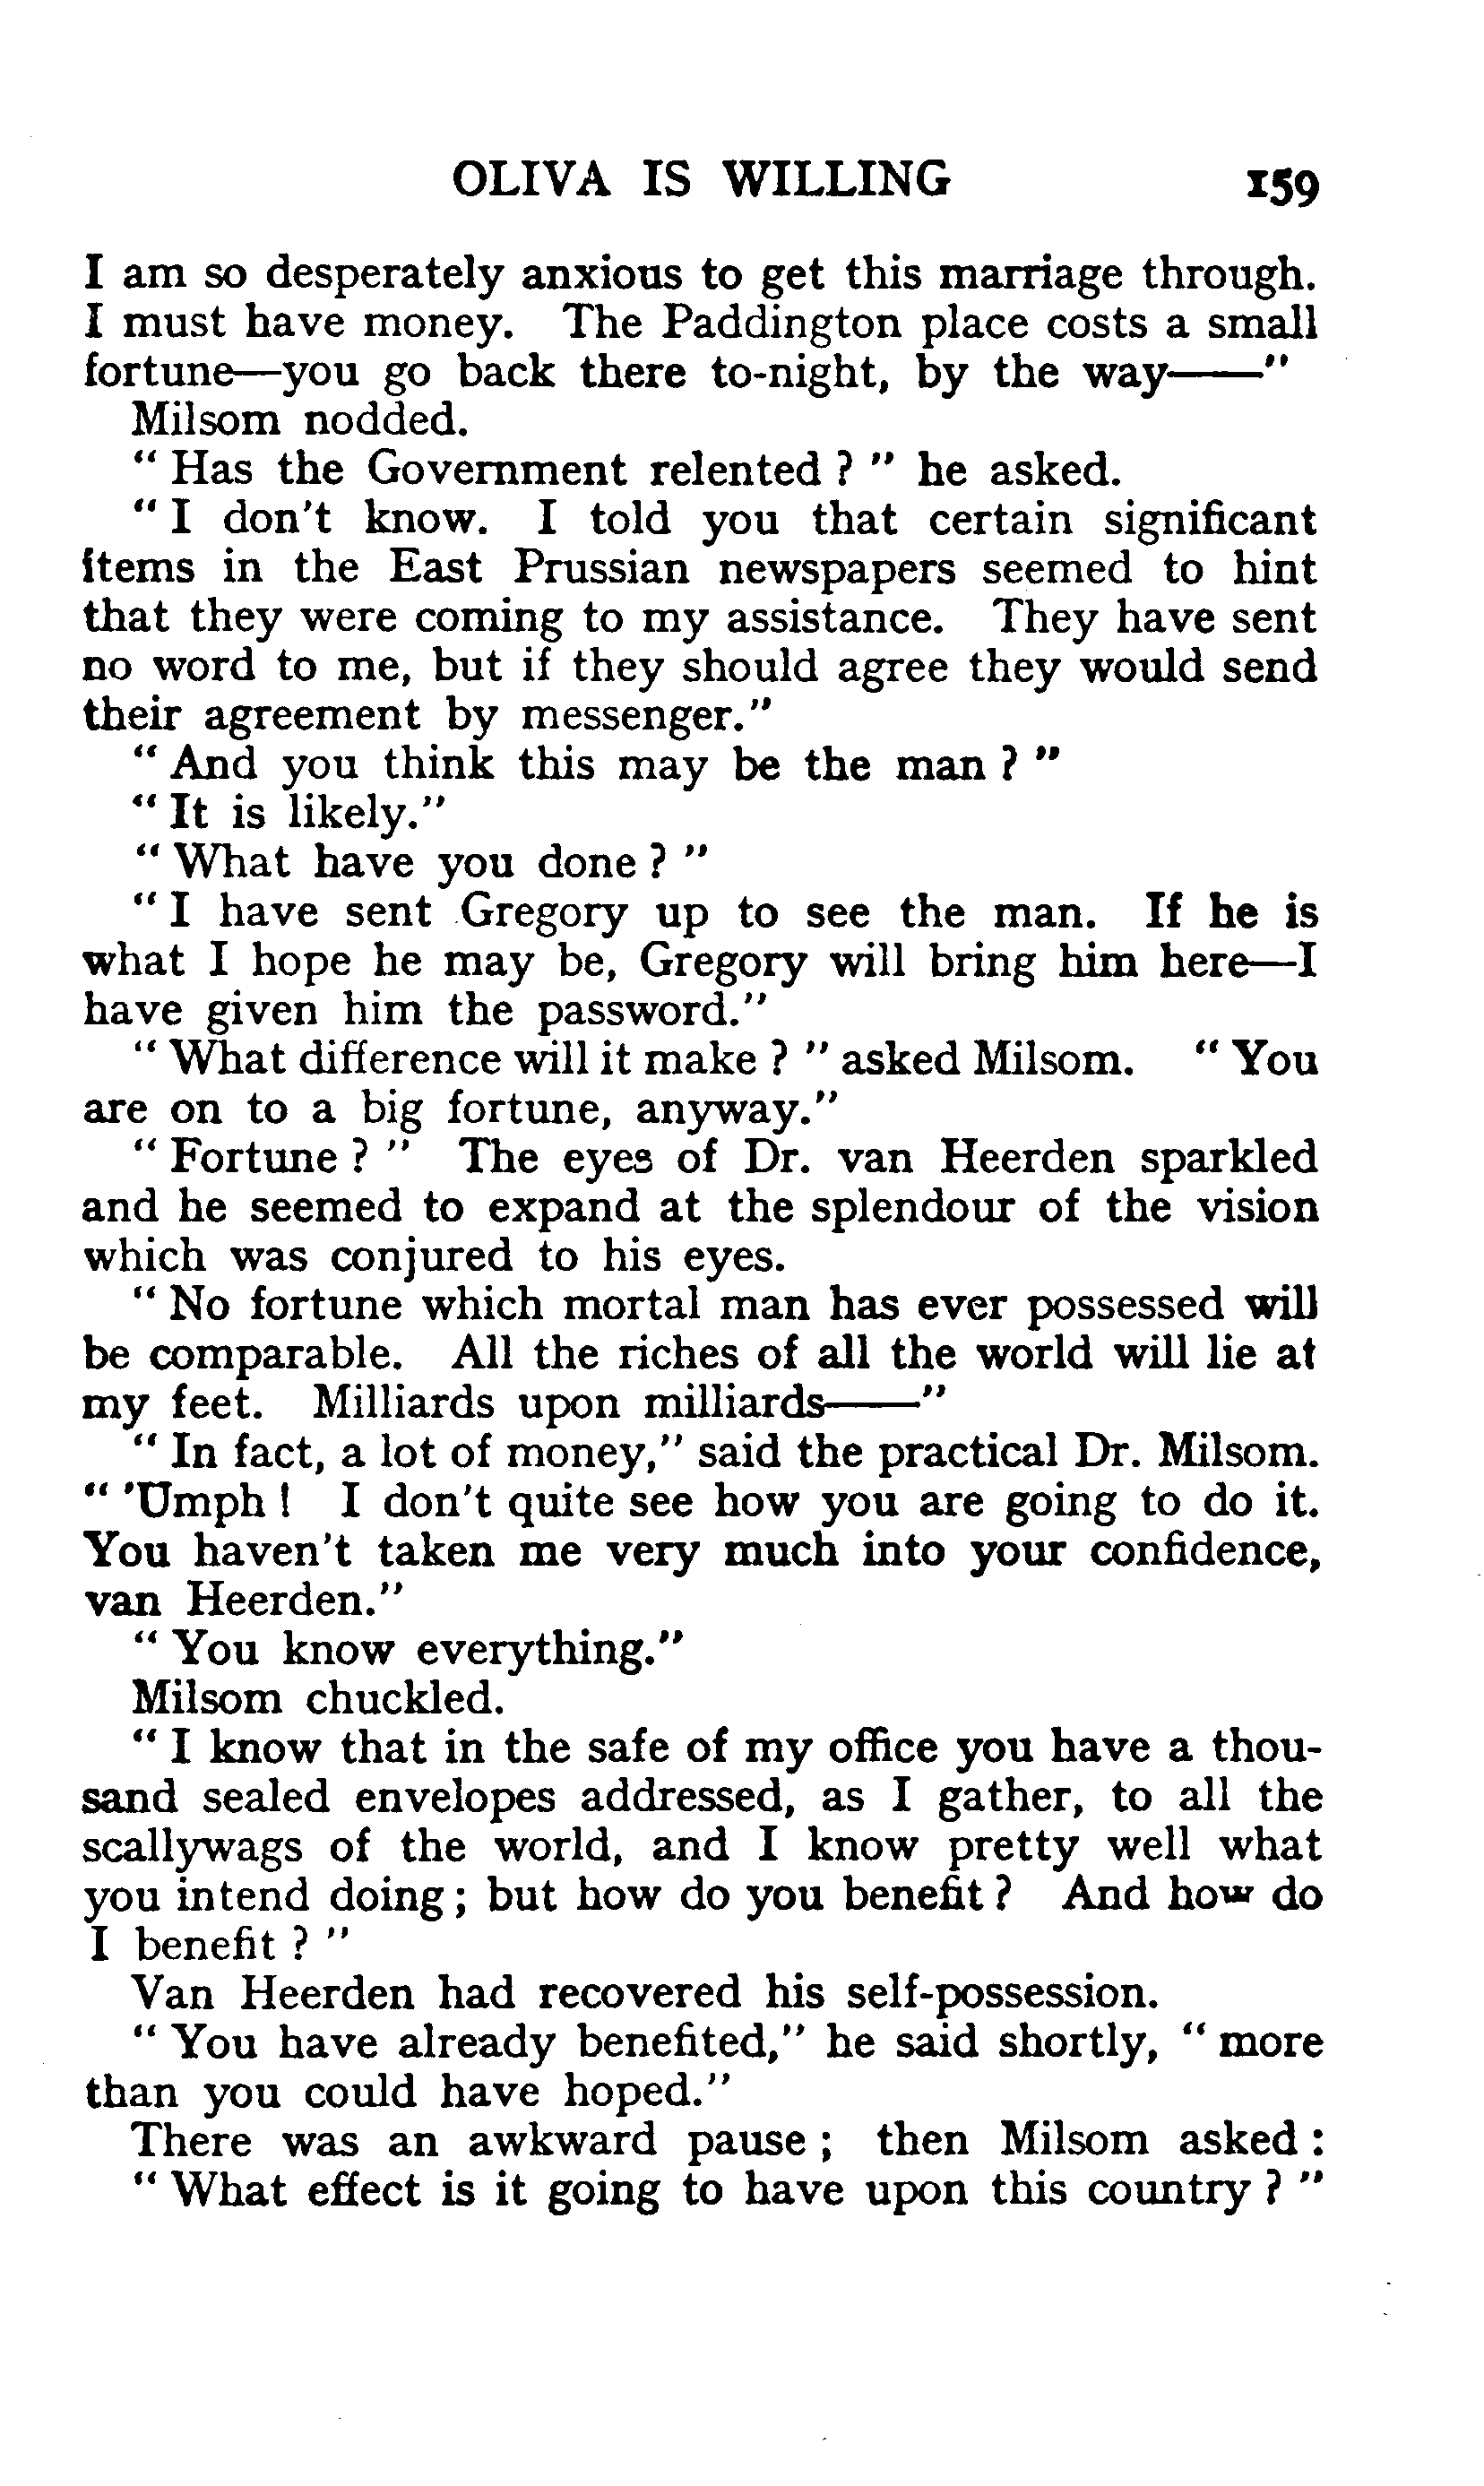 OLIVA IS WILLING 159
I am so desperately anxious to get this marriage through.
I must have money. The Paddington place costs a small
fortune—you go back there to-night, by the way——"
Milsom nodded.
" Has the Government relented ? " he asked.
" I don't know. I told you that certain significant
items in the East Prussian newspapers seemed to hint
that they were coming to my assistance. They have sent
no word to me, but if they should agree they would send
their agreement by messenger."
" And you think this may be the man ? "
" It is likely."
" What have you done ? "
" I have sent Gregory up to see the man. If he is
what I hope he may be, Gregory will bring him here—I
have given him the password."
" What difference will it make ? " asked Milsom. " You
are on to a big fortune, anyway."
" Fortune ? " The eyes of Dr. van Heerden sparkled
and he seemed to expand at the splendour of the vision
which was conjured to his eyes.
" No fortune which mortal man has ever possessed will
be comparable. All the riches of all the world will lie at
my feet. Milliards upon milliards——"
" In fact, a lot of money," said the practical Dr. Milsom.
" 'Umph ! I don't quite see how you are going to do it.
You haven't taken me very much into your confidence,
van Heerden."
" You know everything."
Milsom chuckled.
" I know that in the safe of my office you have a thou-
sand sealed envelopes addressed, as I gather, to all the
scallywags of the world, and I know pretty well what
you intend doing ; but how do you benefit ? And how do
I benefit ? "
Van Heerden had recovered his self-possession.
" You have already benefited," he said shortly, " more
than you could have hoped."
There was an awkward pause ; then Milsom asked :
" What effect is it going to have upon this country ? "